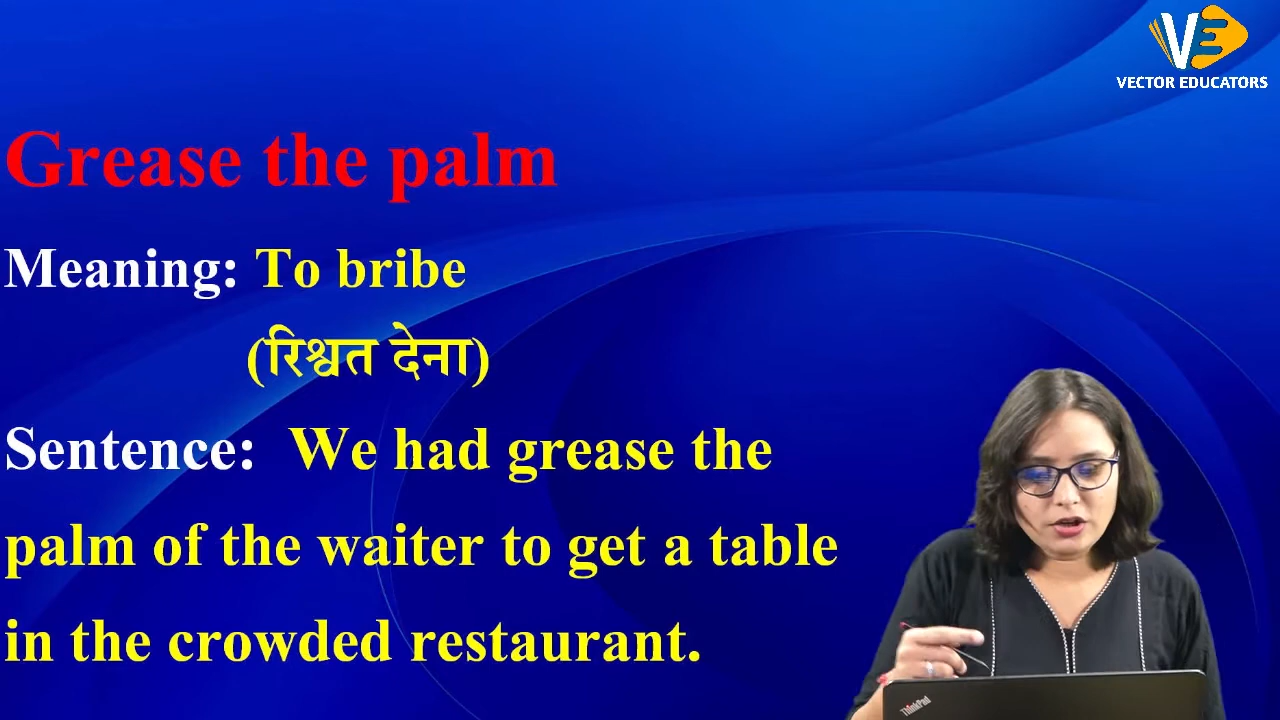 VECTOR EDUCATORS
Grease the palm
Meaning: To bribe
(रिश्वत देना)
Sentence: We had grease the
palm of the waiter to get a table
in the crowded restaurant.
ThinkPad